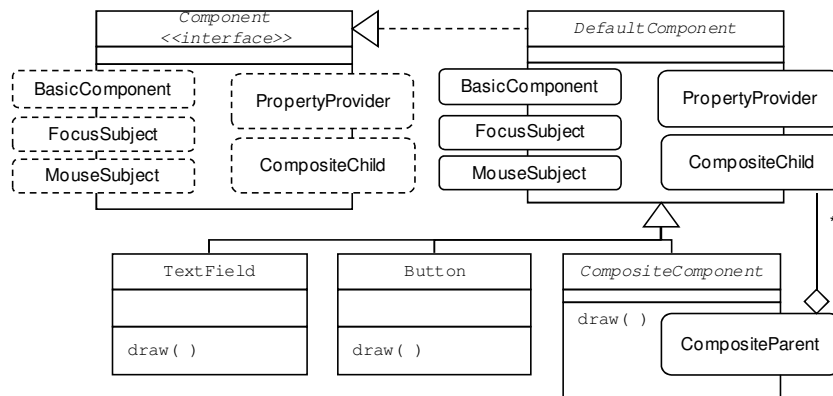 Component
<<interface>>
BasicComponent
FocusSubject
MouseSubject
PropertyProvider
CompositeChild
DefaultComponent
BasicComponent
FocusSubject
MouseSubject
PropertyProvider
CompositeChild
*
TextField
draw( )
Button
draw( )
CompositeComponent
draw( )
CompositeParent